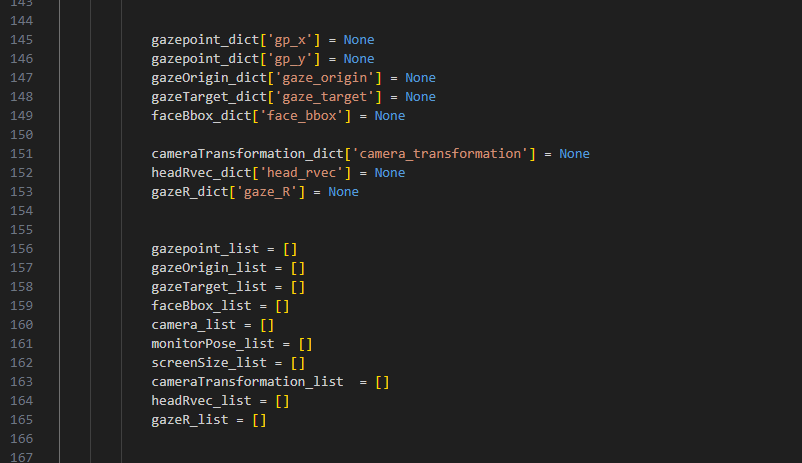 143
144
145 gazepoint_dict['gp_x'] = None
146 gazepoint_dict['gp_y'] = None
147 gazeOrigin_dict['gaze_origin'] = None
148 gazeTarget_dict['gaze_target'] = None
149 faceBbox_dict['face_bbox'] = None
150
151 cameraTransformation_dict['camera_transformation'] = None
152 headRvec_dict['head_rvec'] = None
153 gazeR_dict['gaze_R'] = None
154
155
156 gazepoint_list = []
157 gazeOrigin_list = []
158 gazeTarget_list = []
159 faceBbox_list = []
160 camera_list = []
161 monitorPose_list = []
162 screenSize_list = []
163 cameraTransformation_list  = []
164 headRvec_list = []
165 gazeR_list = []
166
167